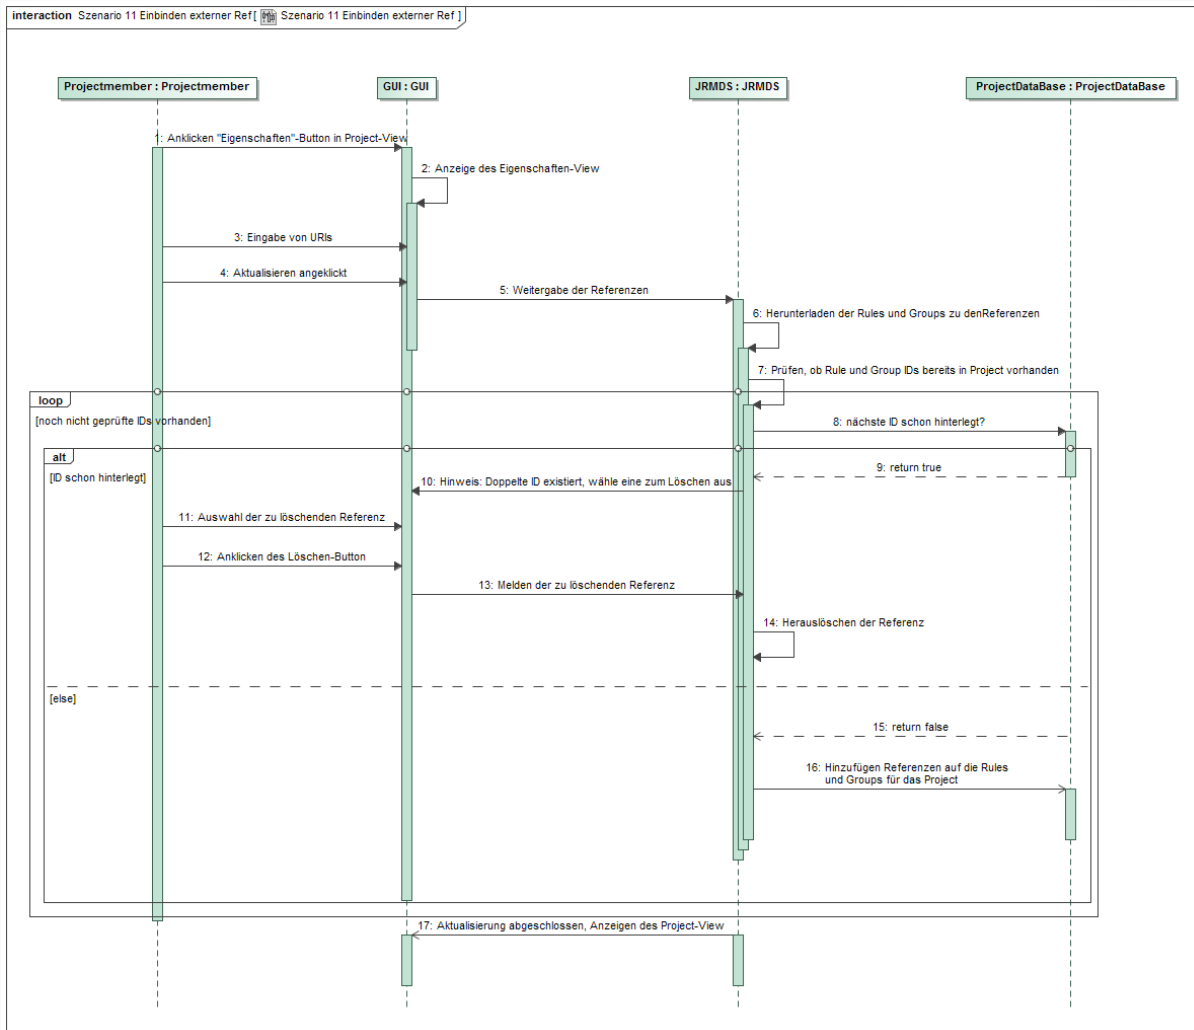 interaction Szenario 11 Einbinden externer Ref [ Szenario 11 Einbinden externer Ref ]
Projectmember : Projectmember
GUI : GUI
JRMDS : JRMDS
ProjectDataBase : ProjectDataBase
1: Anklicken "Eigenschaften"-Button in Project-View
2: Anzeige des Eigenschaften-View
3: Eingabe von URIs
4: Aktualisieren angeklickt
5: Weitergabe der Referenzen
6: Herunterladen der Rules und Groups zu denReferenzen
7: Prüfen, ob Rule und Group IDs bereits in Project vorhanden
loop
[noch nicht geprüfte IDs vorhanden]
8: nächste ID schon hinterlegt?
alt
[ID schon hinterlegt]
9: return true
10: Hinweis: Doppelte ID existiert, wähle eine zum Löschen aus
11: Auswahl der zu löschenden Referenz
12: Anklicken des Löschen-Button
13: Melden der zu löschenden Referenz
14: Herauslöschen der Referenz
[else]
15: return false
16: Hinzufügen Referenzen auf die Rules
und Groups für das Project
17: Aktualisierung abgeschlossen, Anzeigen des Project-View